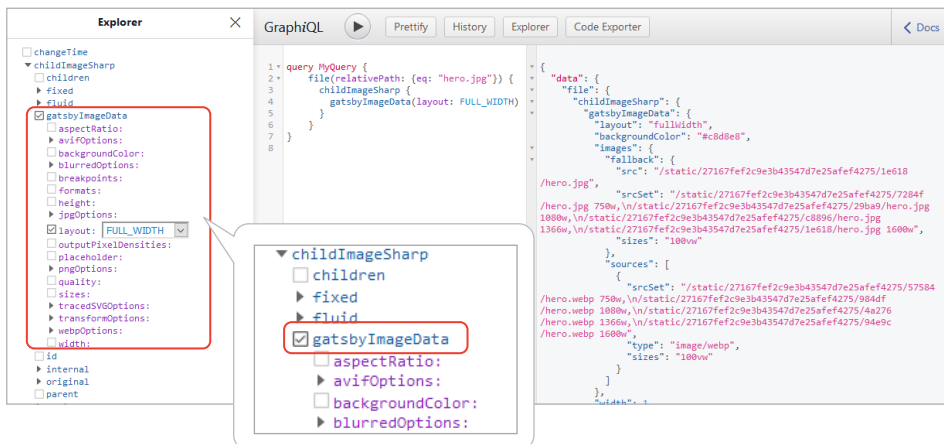 Explorer
changeTime
childImageSharp
children
fixed
fluid
gatsbyImageData
aspectRatio:
avifOptions:
backgroundColor:
blurredOptions:
breakpoints:
formats:
height:
jpgOptions:
layout: FULL_WIDTH
outputPixelDensities:
placeholder:
pngOptions:
quality:
sizes:
tracedSVGOptions:
transformOptions:
webpOptions:
width:
id
internal
original
parent
GraphiQL Prettify History Explorer Code Exporter Docs
1 query MyQuery {
2 file(relativePath: {eq: "hero.jpg"}) {
3 childImageSharp {
4 gatsbyImageData(layout: FULL_WIDTH)
5 }
6 }
7 }
8
{
"data": {
"file": {
"childImageSharp": {
"gatsbyImageData": {
"layout": "fullWidth",
"backgroundColor": "#c8d8e8",
"images": {
"fallback": {
"src": "/static/27167fef2c9e3b43547d7e25afef4275/1e618
/hero.jpg",
"srcSet": "/static/27167fef2c9e3b43547d7e25afef4275/7284f
/hero.jpg 750w,\n/static/27167fef2c9e3b43547d7e25afef4275/29ba9/hero.jpg
1080w,\n/static/27167fef2c9e3b43547d7e25afef4275/c8896/hero.jpg
1366w,\n/static/27167fef2c9e3b43547d7e25afef4275/1e618/hero.jpg 1600w",
"sizes": "100vw"
},
"sources": [
{
"srcSet": "/static/27167fef2c9e3b43547d7e25afef4275/57584
/hero.webp 750w,\n/static/27167fef2c9e3b43547d7e25afef4275/984df
/hero.webp 1080w,\n/static/27167fef2c9e3b43547d7e25afef4275/4a276
/hero.webp 1366w,\n/static/27167fef2c9e3b43547d7e25afef4275/94e9c
/hero.webp 1600w",
"type": "image/webp",
"sizes": "100vw"
}
]
},
"width": 1
childImageSharp
children
fixed
fluid
gatsbyImageData
aspectRatio:
avifOptions:
backgroundColor:
blurredOptions: